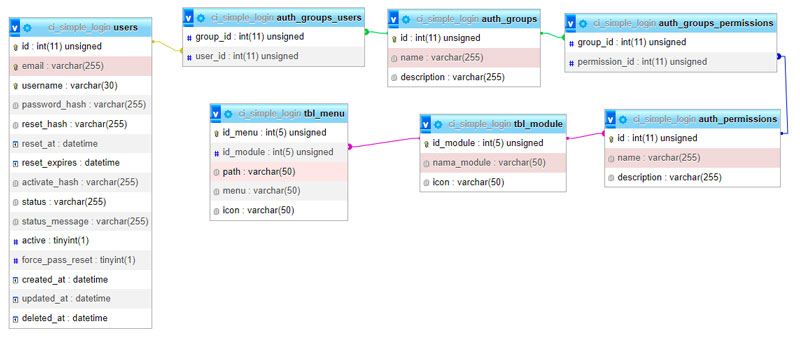 ci_simple_login users
id : int(11) unsigned
email : varchar(255)
username : varchar(30)
password_hash : varchar(255)
reset_hash : varchar(255)
reset_at : datetime
reset_expires : datetime
activate_hash : varchar(255)
status : varchar(255)
status_message : varchar(255)
active : tinyint(1)
force_pass_reset : tinyint(1)
created_at : datetime
updated_at : datetime
deleted_at : datetime
ci_simple_login auth_groups_users
group_id : int(11) unsigned
user_id : int(11) unsigned
ci_simple_login auth_groups
id : int(11) unsigned
name : varchar(255)
description : varchar(255)
ci_simple_login auth_groups_permissions
group_id : int(11) unsigned
permission_id : int(11) unsigned
ci_simple_login tbl_menu
id_menu : int(5) unsigned
id_module : int(5) unsigned
path : varchar(50)
menu : varchar(50)
icon : varchar(50)
ci_simple_login tbl_module
id_module : int(5) unsigned
nama_module : varchar(50)
icon : varchar(50)
ci_simple_login auth_permissions
id : int(11) unsigned
name : varchar(255)
description : varchar(255)